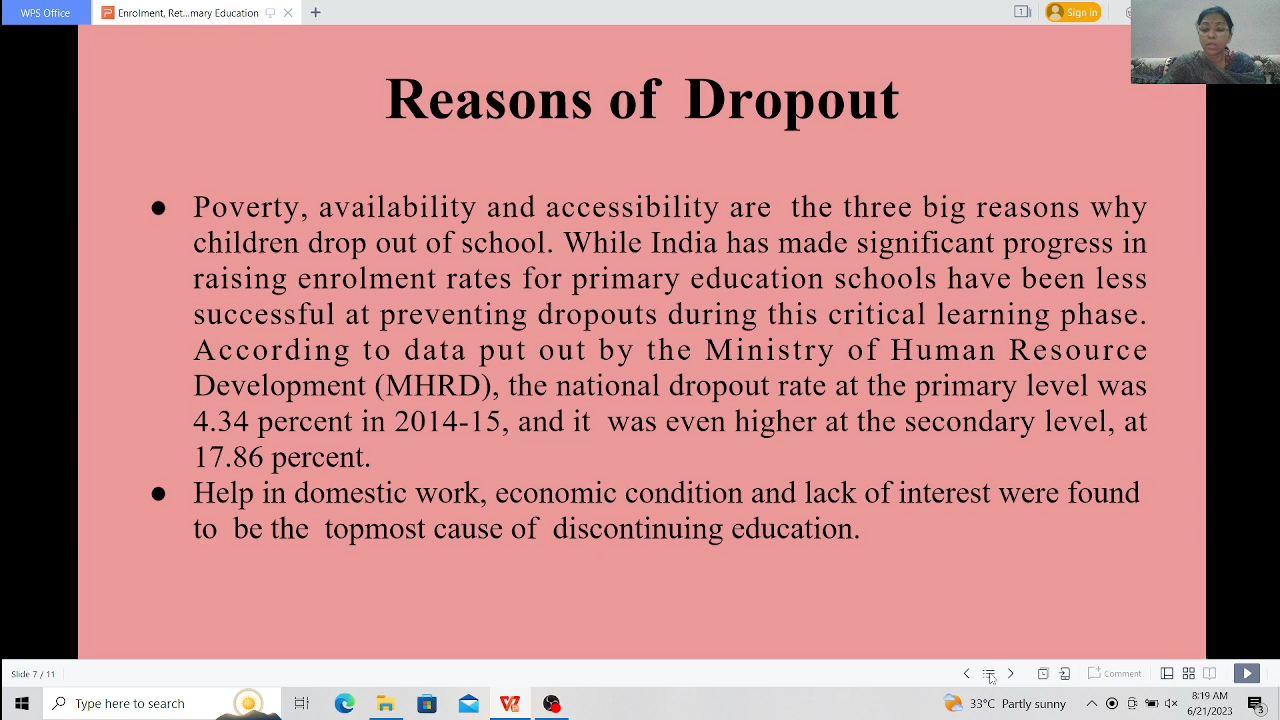 WPS Office
Enrolment, Ret...mary Education
Sign in
Reasons of Dropout
● Poverty, availability and accessibility are the three big reasons why
children drop out of school. While India has made significant progress in
raising enrolment rates for primary education schools have been less
successful at preventing dropouts during this critical learning phase.
According to data put out by the Ministry of Human Resource
Development (MHRD), the national dropout rate at the primary level was
4.34 percent in 2014-15, and it was even higher at the secondary level, at
17.86 percent.
● Help in domestic work, economic condition and lack of interest were found
to be the topmost cause of discontinuing education.
Slide 7 / 11
Comment
Type here to search
33°C Partly sunny
8:19 AM
6/21/2023